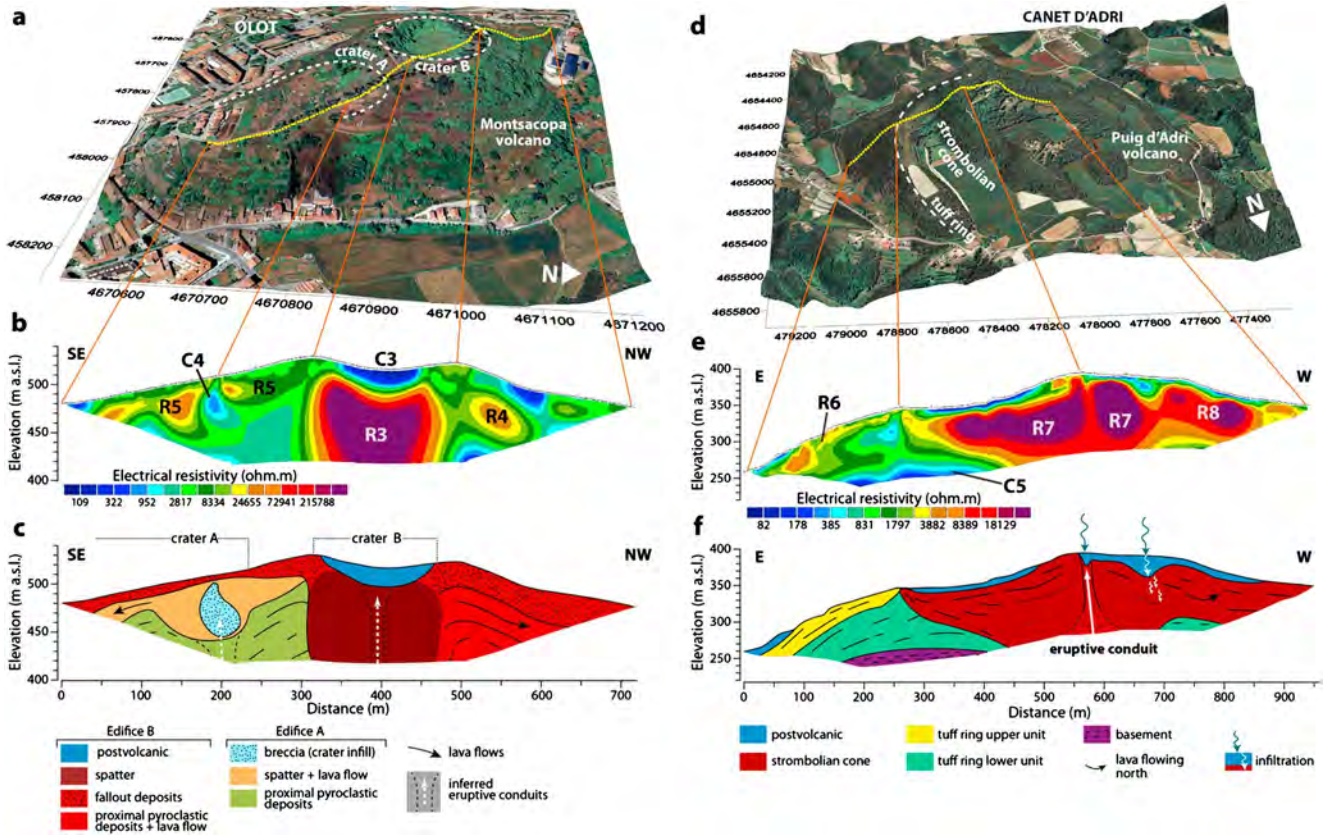 a
OLOT
crater A
crater B
Montsacopa
volcano
457600
457700
457800
457900
458000
458100
458200
4670600
4670700
4670800
4670900
4671000
4671100
4671200
N
b
SE
NW
C4
C3
R5
R5
R3
R4
Elevation (m a.s.l.)
500
450
400
Electrical resistivity (ohm.m)
109 322 952 2817 8334 24655 72941 215788
c
crater A
crater B
SE
NW
Elevation (m a.s.l.)
500
450
400
0 100 200 300 400 500 600 700
Distance (m)
Edifice B
postvolcanic
spatter
fallout deposits
proximal pyroclastic
deposits + lava flow
Edifice A
breccia (crater infill)
spatter + lava flow
proximal pyroclastic
deposits
lava flows
inferred
eruptive conduits
d
CANET D'ADRI
4654200
4654400
4654600
4654800
4655000
4655200
4655400
4655600
4655800
strombolian
cone
tuff ring
Puig d'Adri
volcano
N
479200
479000
478800
478600
478400
478200
478000
477800
477600
477400
e
E
W
R6
R7
R7
R8
C5
Elevation (m a.s.l.)
400
350
300
250
Electrical resistivity (ohm.m)
82 178 385 831 1797 3882 8389 18129
f
E
W
Elevation (m a.s.l.)
400
350
300
250
eruptive conduit
0 100 200 300 400 500 600 700 800 900
Distance (m)
postvolcanic
strombolian cone
tuff ring upper unit
tuff ring lower unit
basement
lava flowing
north
infiltration